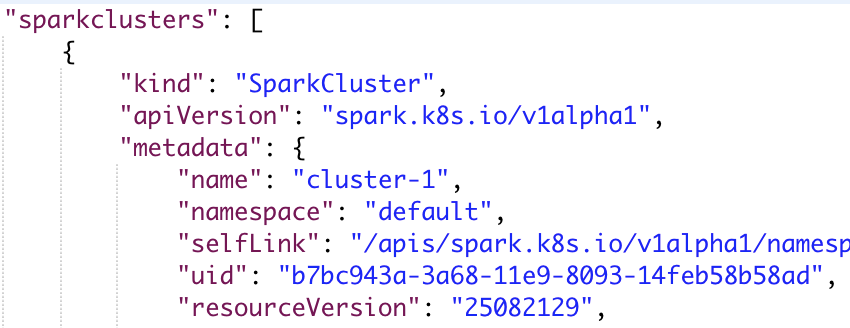 "sparkclusters": [
{
"kind": "SparkCluster",
"apiVersion": "spark.k8s.io/v1alpha1",
"metadata": {
"name": "cluster-1",
"namespace": "default",
"selfLink": "/apis/spark.k8s.io/v1alpha1/namesp
"uid": "b7bc943a-3a68-11e9-8093-14feb58b58ad",
"resourceVersion": "25082129",